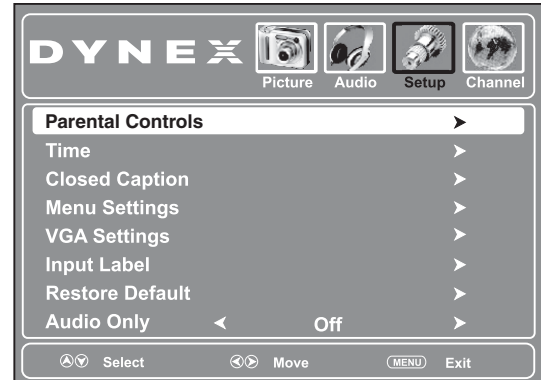 DYNEX
Picture Audio Setup Channel
Parental Controls
Time
Closed Caption
Menu Settings
VGA Settings
Input Label
Restore Default
Audio Only Off
Select Move MENU Exit